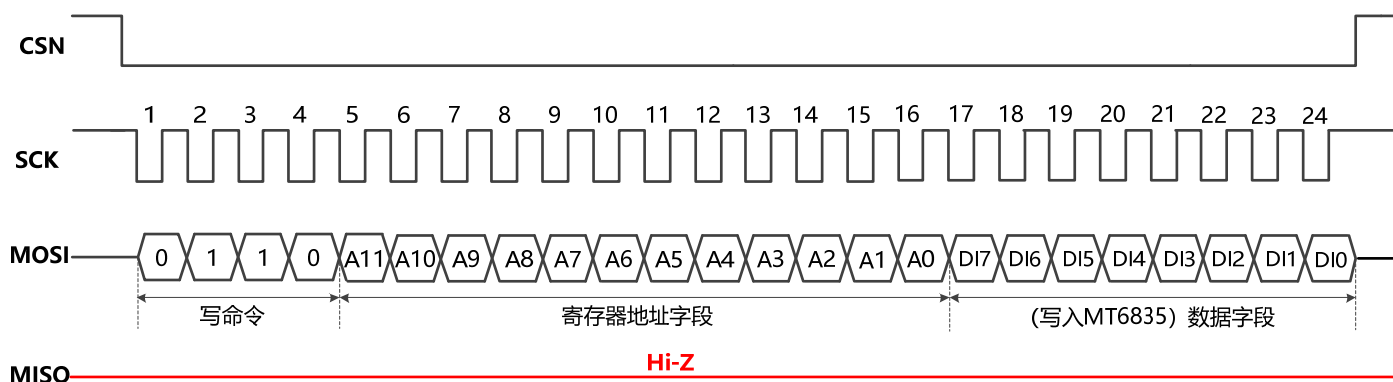 CSN
1 2 3 4 5 6 7 8 9 10 11 12 13 14 15 16 17 18 19 20 21 22 23 24
SCK
MOSI 0 1 1 0 A11 A10 A9 A8 A7 A6 A5 A4 A3 A2 A1 A0 DI7 DI6 DI5 DI4 DI3 DI2 DI1 DI0
写命令 寄存器地址字段 (写入MT6835）数据字段
Hi-Z
MISO